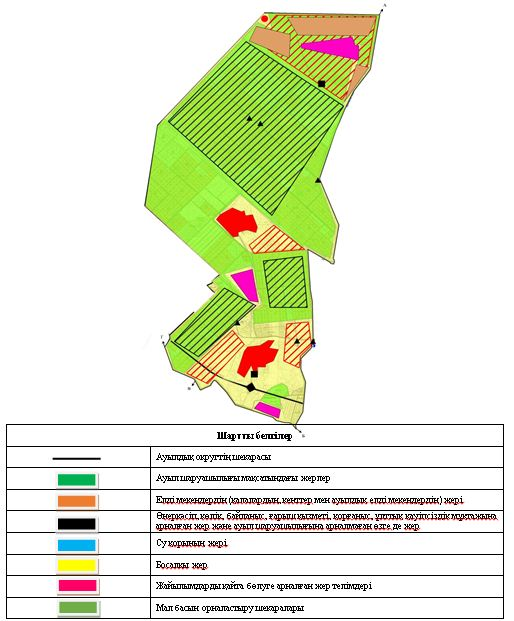 Шартты белгілер
Ауылдық округтің шекарасы
Ауыл шаруашылығы мақсатындағы жерлер
Елді мекендердің (қалалардың, кенттер мен ауылдық елді мекендердің) жері
Өнеркәсіп, көлік, байланыс, ғарыш қызметі, қорғаныс, ұлттық қауіпсіздік мұқтажына
арналған жер және ауыл шаруашылығына арналмаған өзге де жер
Су қорының жері
Босалқы жер
Жайылымдарды қайта бөлуге арналған жер телімдері
Мал басын орналастыру шекаралары